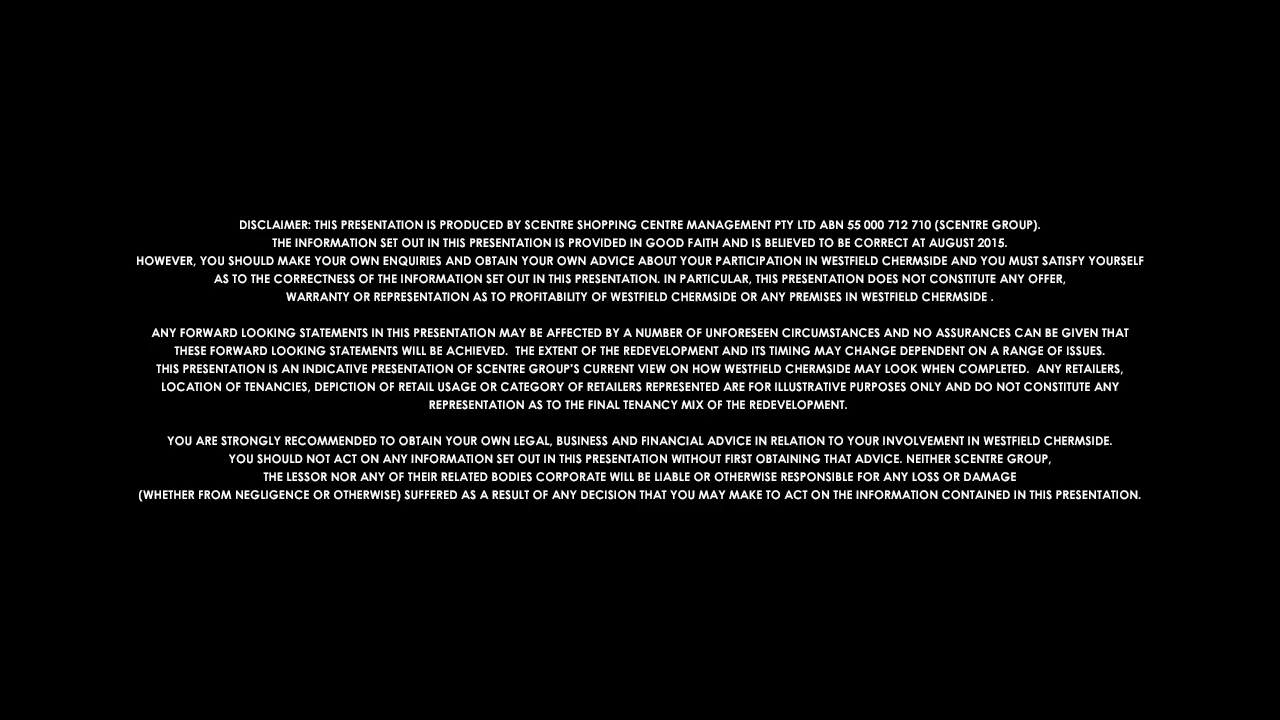 DISCLAIMER: THIS PRESENTATION IS PRODUCED BY SCENTRE SHOPPING CENTRE MANAGEMENT PTY LTD ABN 55 000 712 710 (SCENTRE GROUP).
THE INFORMATION SET OUT IN THIS PRESENTATION IS PROVIDED IN GOOD FAITH AND IS BELIEVED TO BE CORRECT AT AUGUST 2015.
HOWEVER, YOU SHOULD MAKE YOUR OWN ENQUIRIES AND OBTAIN YOUR OWN ADVICE ABOUT YOUR PARTICIPATION IN WESTFIELD CHERMSIDE AND YOU MUST SATISFY YOURSELF
AS TO THE CORRECTNESS OF THE INFORMATION SET OUT IN THIS PRESENTATION. IN PARTICULAR, THIS PRESENTATION DOES NOT CONSTITUTE ANY OFFER,
WARRANTY OR REPRESENTATION AS TO PROFITABILITY OF WESTFIELD CHERMSIDE OR ANY PREMISES IN WESTFIELD CHERMSIDE .
ANY FORWARD LOOKING STATEMENTS IN THIS PRESENTATION MAY BE AFFECTED BY A NUMBER OF UNFORESEEN CIRCUMSTANCES AND NO ASSURANCES CAN BE GIVEN THAT
THESE FORWARD LOOKING STATEMENTS WILL BE ACHIEVED.  THE EXTENT OF THE REDEVELOPMENT AND ITS TIMING MAY CHANGE DEPENDENT ON A RANGE OF ISSUES.
THIS PRESENTATION IS AN INDICATIVE PRESENTATION OF SCENTRE GROUP'S CURRENT VIEW ON HOW WESTFIELD CHERMSIDE MAY LOOK WHEN COMPLETED.  ANY RETAILERS,
LOCATION OF TENANCIES, DEPICTION OF RETAIL USAGE OR CATEGORY OF RETAILERS REPRESENTED ARE FOR ILLUSTRATIVE PURPOSES ONLY AND DO NOT CONSTITUTE ANY
REPRESENTATION AS TO THE FINAL TENANCY MIX OF THE REDEVELOPMENT.
YOU ARE STRONGLY RECOMMENDED TO OBTAIN YOUR OWN LEGAL, BUSINESS AND FINANCIAL ADVICE IN RELATION TO YOUR INVOLVEMENT IN WESTFIELD CHERMSIDE.
YOU SHOULD NOT ACT ON ANY INFORMATION SET OUT IN THIS PRESENTATION WITHOUT FIRST OBTAINING THAT ADVICE. NEITHER SCENTRE GROUP,
THE LESSOR NOR ANY OF THEIR RELATED BODIES CORPORATE WILL BE LIABLE OR OTHERWISE RESPONSIBLE FOR ANY LOSS OR DAMAGE
(WHETHER FROM NEGLIGENCE OR OTHERWISE) SUFFERED AS A RESULT OF ANY DECISION THAT YOU MAY MAKE TO ACT ON THE INFORMATION CONTAINED IN THIS PRESENTATION.